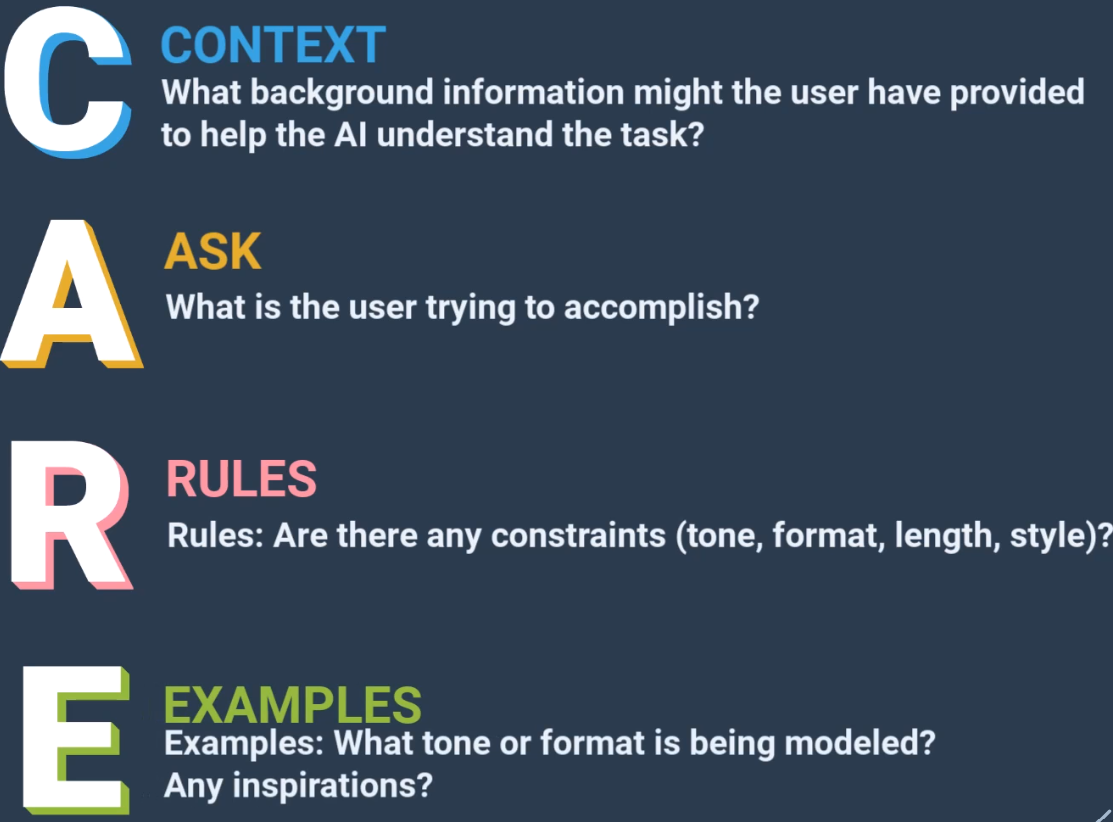 C
CONTEXT
What background information might the user have provided
to help the AI understand the task?
A
ASK
What is the user trying to accomplish?
R
RULES
Rules: Are there any constraints (tone, format, length, style)?
E
EXAMPLES
Examples: What tone or format is being modeled?
Any inspirations?